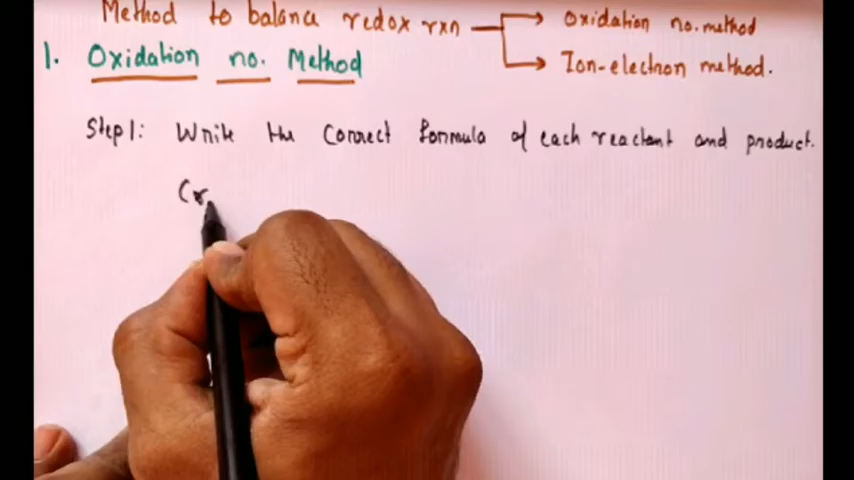 Method to balance redox rxn → Oxidation no. method
→ Ion-electron method.
1. Oxidation no. Method
Step 1: Write the correct formula of each reactant and product.
Cr